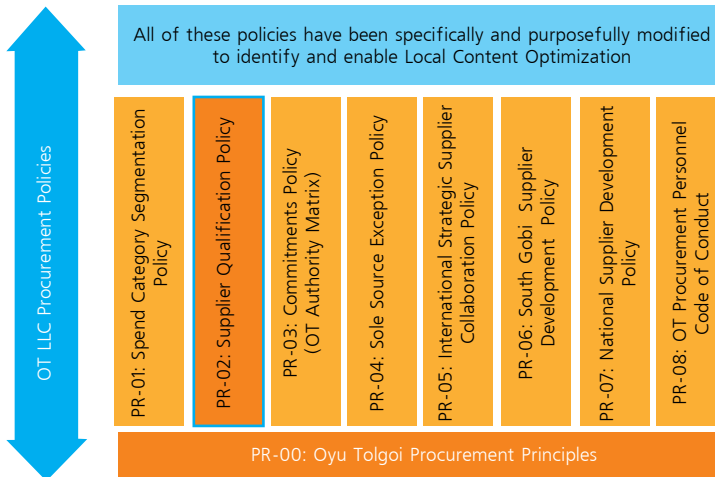 All of these policies have been specifically and purposefully modified
to identify and enable Local Content Optimization
OT LLC Procurement Policies
PR-01: Spend Category Segmentation
Policy
PR-02: Supplier Qualification Policy
PR-03: Commitments Policy
(OT Authority Matrix)
PR-04: Sole Source Exception Policy
PR-05: International Strategic Supplier
Collaboration Policy
PR-06: South Gobi Supplier
Development Policy
PR-07: National Supplier Development
Policy
PR-08: OT Procurement Personnel
Code of Conduct
PR-00: Oyu Tolgoi Procurement Principles